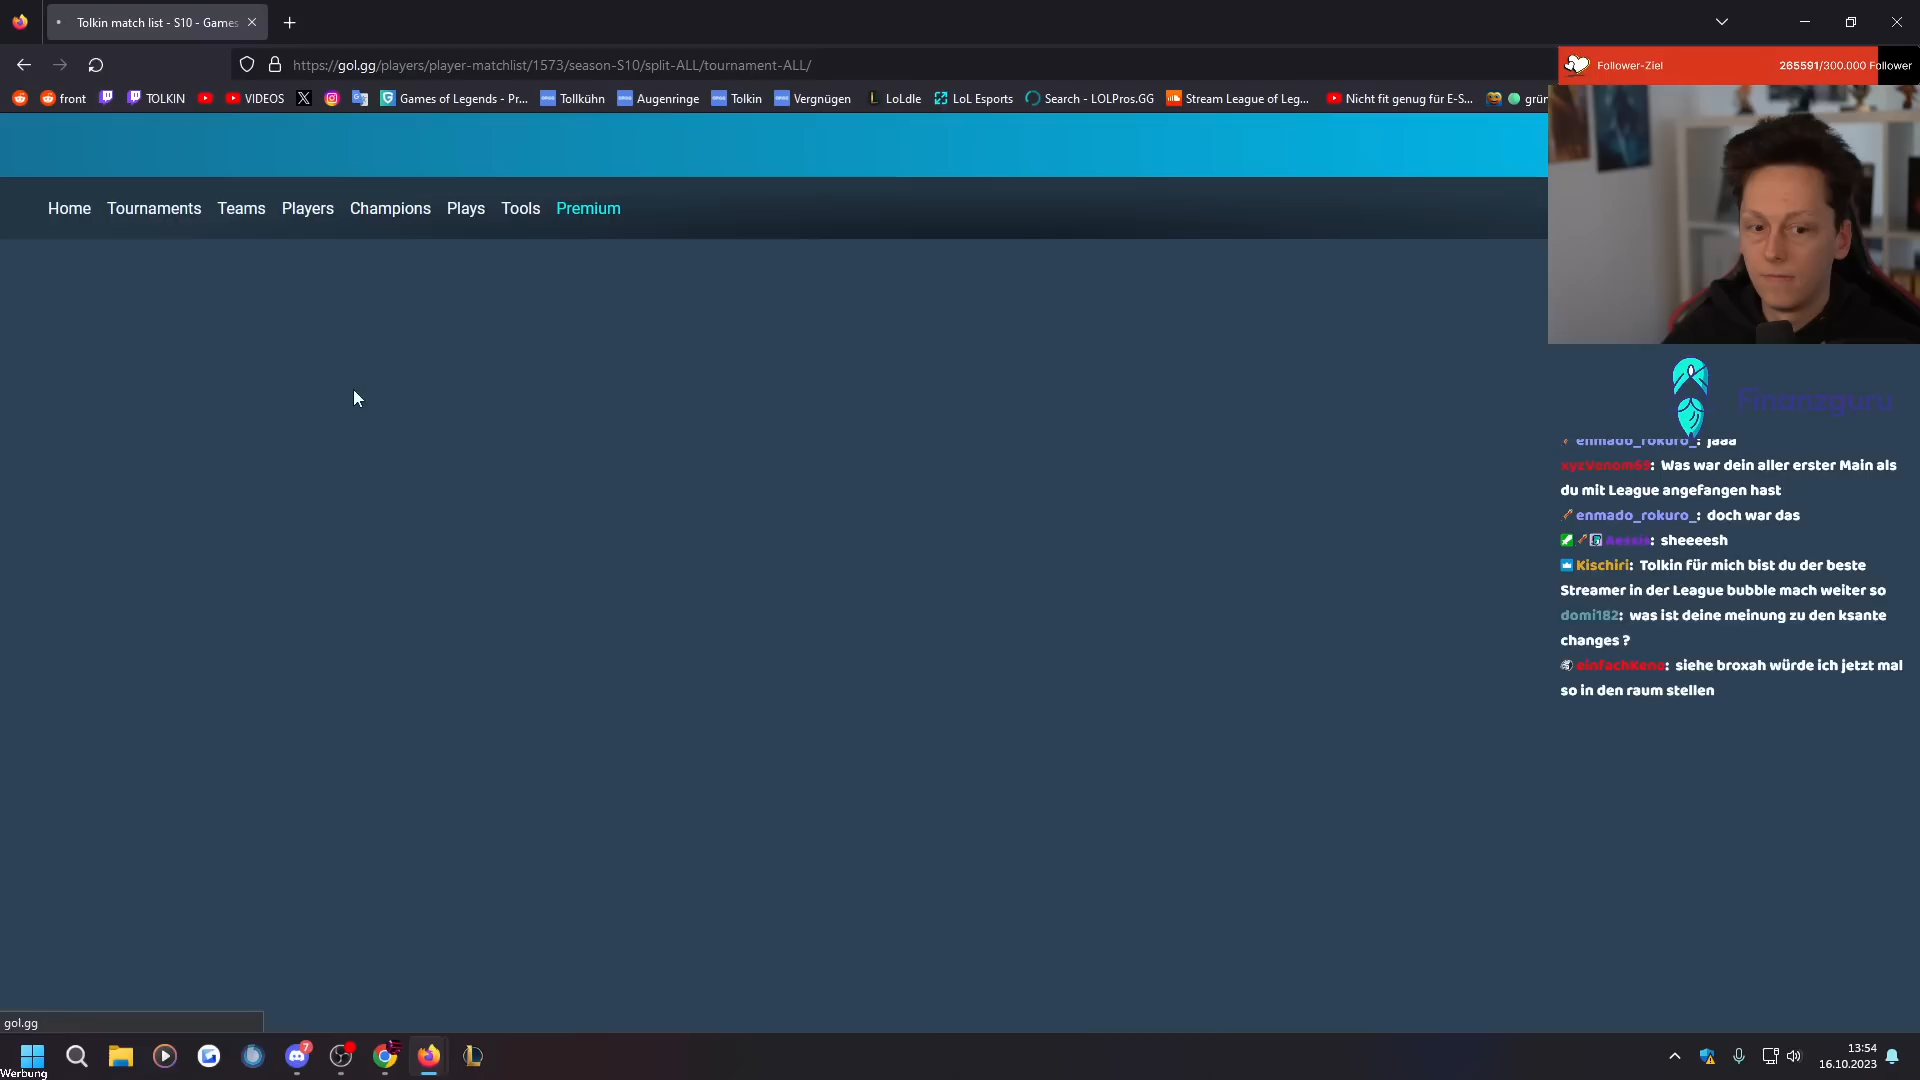 Tolkin match list - S10 - Games
https://gol.gg/players/player-matchlist/1573/season-S10/split-ALL/tournament-ALL/
Follower-Ziel
265591/300.000 Follower
front
TOLKIN
VIDEOS
Games of Legends - Pr...
Tollkühn
Augenringe
Tolkin
Vergnügen
LoLdle
LoL Esports
Search - LOLPros.GG
Stream League of Leg...
Nicht fit genug für E-S...
grün
Home Tournaments Teams Players Champions Plays Tools Premium
Finanzguru
enmado_rokuro_: jaaa
xyzVenom69: Was war dein aller erster Main als
du mit League angefangen hast
enmado_rokuro_: doch war das
: sheeeesh
Kischiri: Tolkin für mich bist du der beste
Streamer in der League bubble mach weiter so
domi182: was ist deine meinung zu den ksante
changes ?
einfachKeno: siehe broxah würde ich jetzt mal
so in den raum stellen
gol.gg
7
Werbung
13:54
16.10.2023